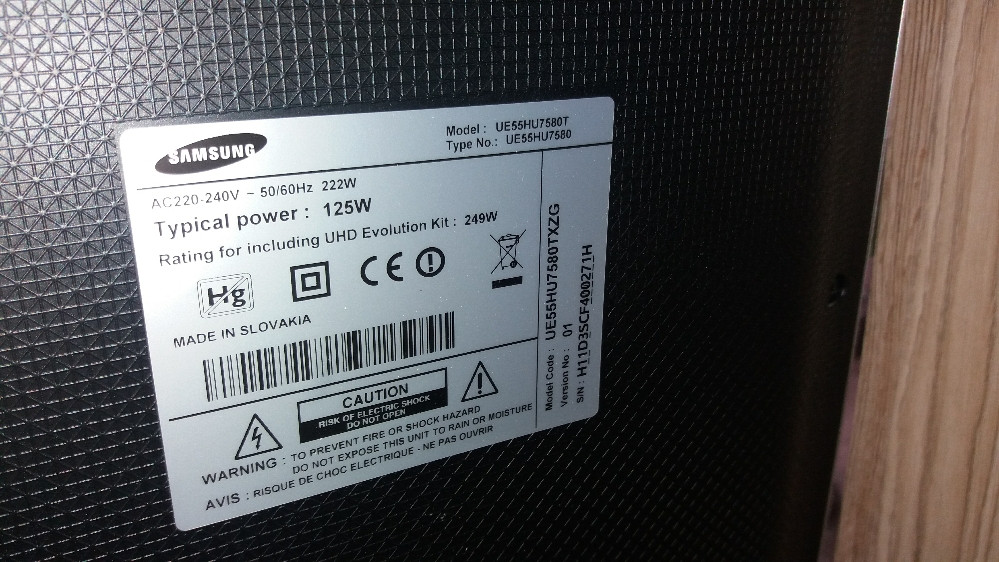 SAMSUNG
Model : UE55HU7580T
Type No.: UE55HU7580
AC220-240V ~ 50/60Hz 222W
Typical power : 125W
Rating for including UHD Evolution Kit : 249W
Hg
CE
MADE IN SLOVAKIA
CAUTION
RISK OF ELECTRIC SHOCK
DO NOT OPEN
WARNING : TO PREVENT FIRE OR SHOCK HAZARD
DO NOT EXPOSE THIS UNIT TO RAIN OR MOISTURE
AVIS : RISQUE DE CHOC ELECTRIQUE - NE PAS OUVRIR
Model Code : UE55HU7580TXZG
Version No : 01
S/N : H11D3SCF400271H